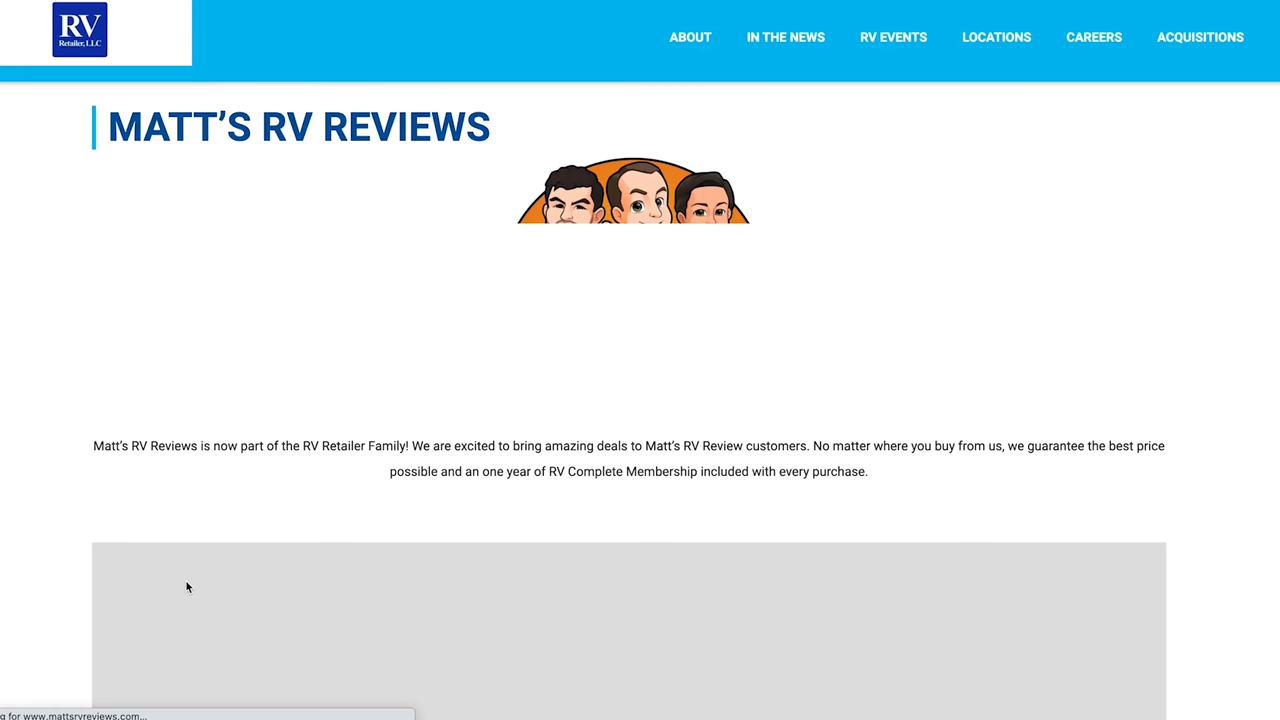 RV
Retailer, LLC
ABOUT
IN THE NEWS
RV EVENTS
LOCATIONS
CAREERS
ACQUISITIONS
MATT’S RV REVIEWS
Matt’s RV Reviews is now part of the RV Retailer Family! We are excited to bring amazing deals to Matt’s RV Review customers. No matter where you buy from us, we guarantee the best price
possible and an one year of RV Complete Membership included with every purchase.
g for www.mattsrvreviews.com...